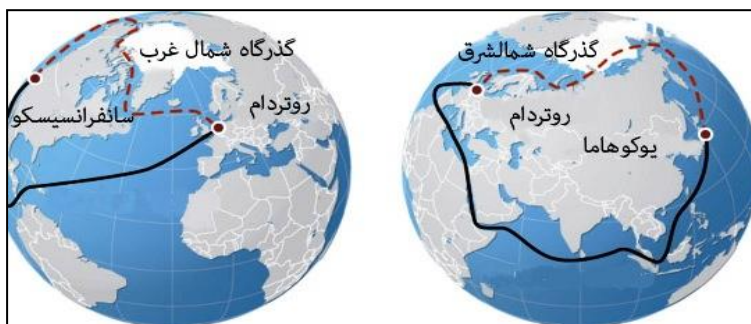 گذرگاه شمال غرب
روتردام
سانفرانسیسکو
گذرگاه شمالشرق
روتردام
یوکوهاما